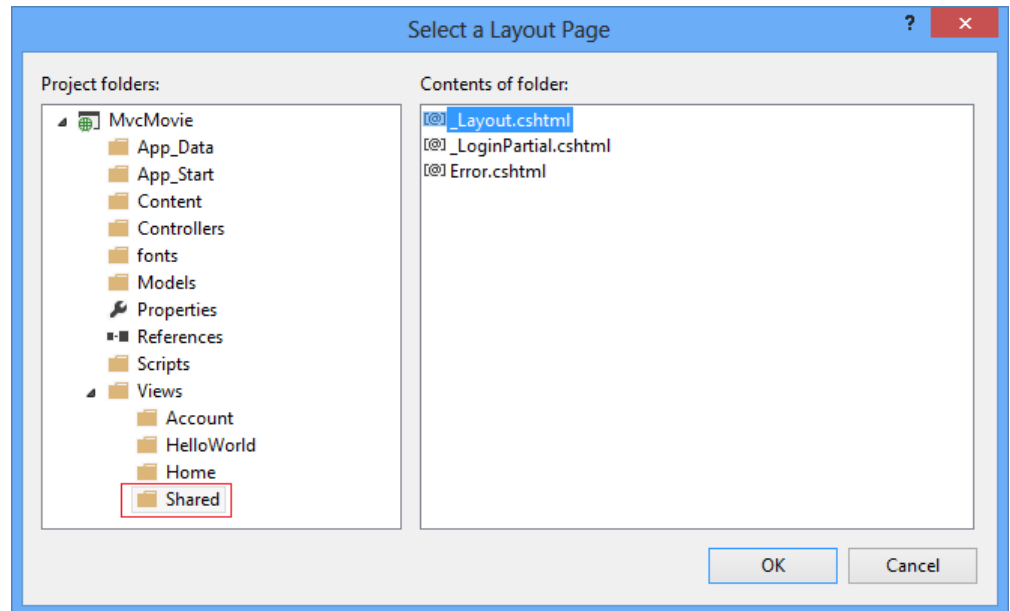 Select a Layout Page
?
×
Project folders:
MvcMovie
App_Data
App_Start
Content
Controllers
fonts
Models
Properties
References
Scripts
Views
Account
HelloWorld
Home
Shared
Contents of folder:
[@] _Layout.cshtml
[@] _LoginPartial.cshtml
[@] Error.cshtml
OK
Cancel